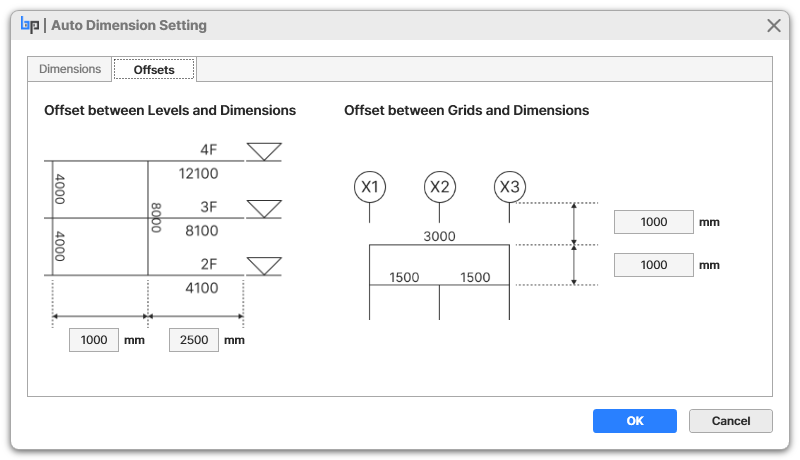 bp | Auto Dimension Setting
Dimensions Offsets
Offset between Levels and Dimensions
4F
12100
4000
3F
8000
8100
4000
2F
4100
1000 mm 2500 mm
Offset between Grids and Dimensions
X1 X2 X3
1000 mm
3000
1000 mm
1500 1500
OK Cancel